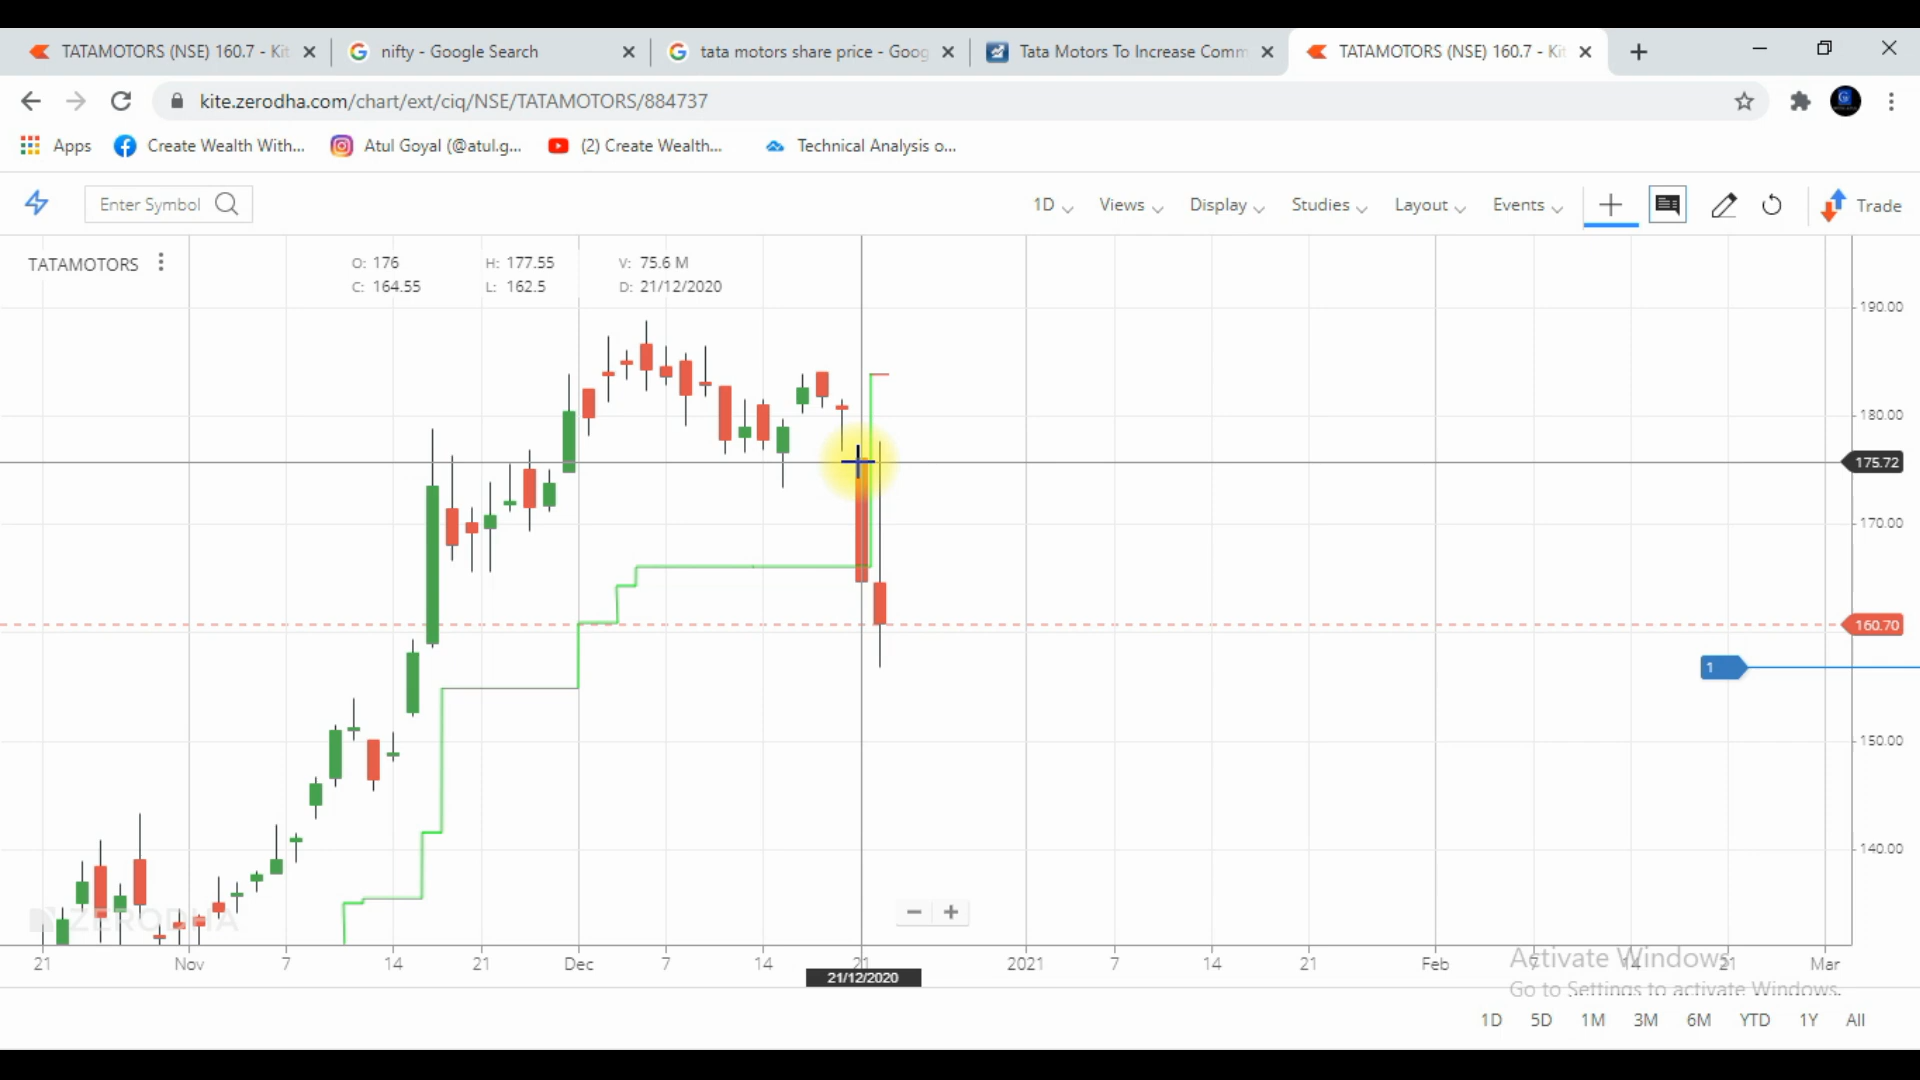 TATAMOTORS (NSE) 160.7 - Kit
nifty - Google Search
tata motors share price - Goog
Tata Motors To Increase Comm
TATAMOTORS (NSE) 160.7 - Kit
kite.zerodha.com/chart/ext/ciq/NSE/TATAMOTORS/884737
Apps
Create Wealth With...
Atul Goyal (@atul.g...
(2) Create Wealth...
Technical Analysis o...
Enter Symbol
1D
Views
Display
Studies
Layout
Events
Trade
TATAMOTORS
O: 176
H: 177.55
V: 75.6 M
C: 164.55
L: 162.5
D: 21/12/2020
190.00
180.00
175.72
170.00
160.70
1
150.00
140.00
ZERODHA
21
Nov
7
14
21
Dec
7
14
21
2021
7
14
21
Feb
7
14
21
Mar
21/12/2020
Activate Windows
Go to Settings to activate Windows.
1D
5D
1M
3M
6M
YTD
1Y
All